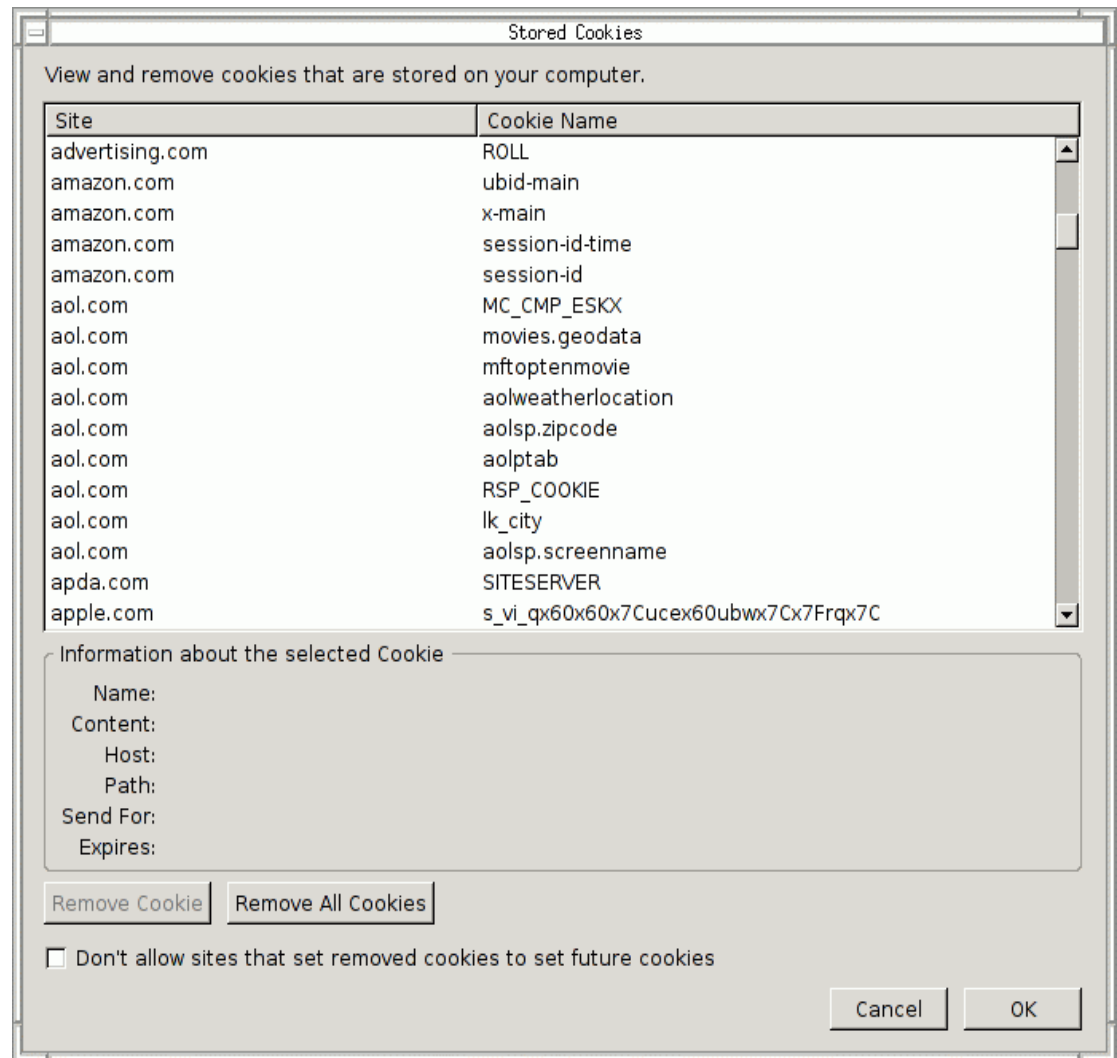 Stored Cookies
View and remove cookies that are stored on your computer.
Site Cookie Name
advertising.com ROLL
amazon.com ubid-main
amazon.com x-main
amazon.com session-id-time
amazon.com session-id
aol.com MC_CMP_ESKX
aol.com movies.geodata
aol.com mftoptenmovie
aol.com aolweatherlocation
aol.com aolsp.zipcode
aol.com aolptab
aol.com RSP_COOKIE
aol.com lk_city
aol.com aolsp.screenname
apda.com SITESERVER
apple.com s_vi_qx60x60x7Cucex60ubwx7Cx7Frqx7C
Information about the selected Cookie
Name:
Content:
Host:
Path:
Send For:
Expires:
Remove Cookie Remove All Cookies
Don't allow sites that set removed cookies to set future cookies
Cancel OK